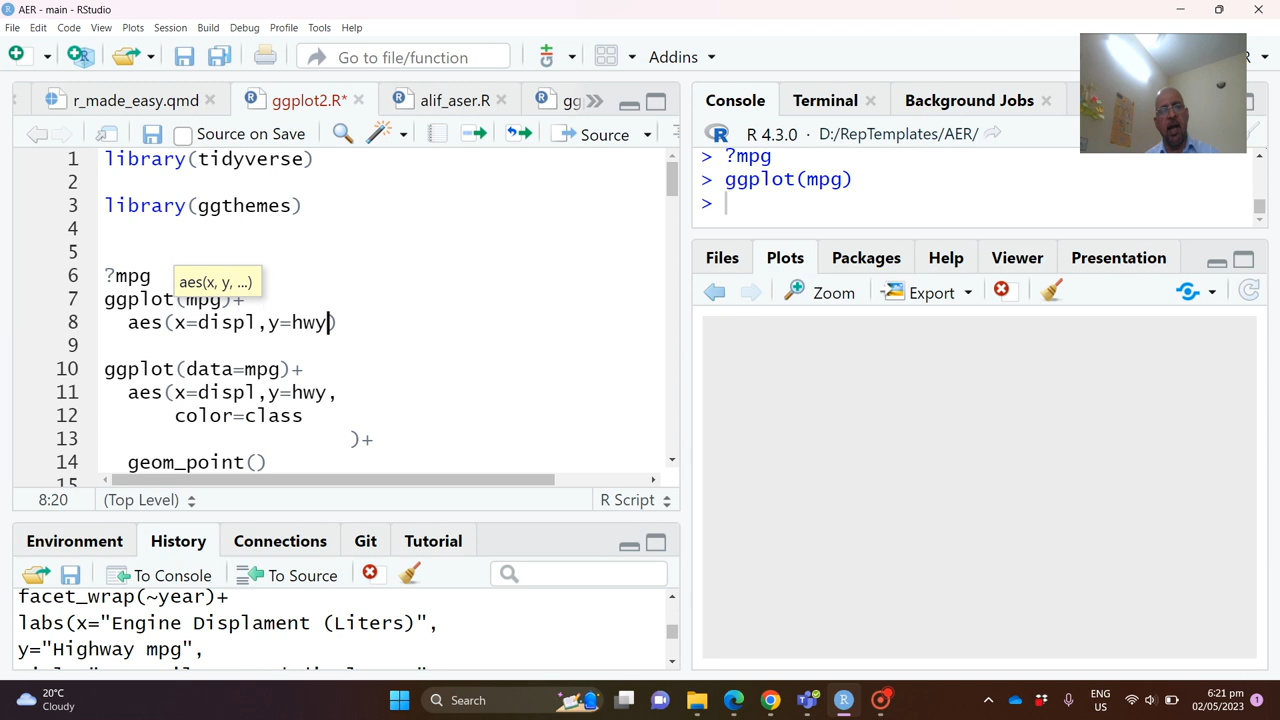 AER - main - RStudio
File Edit Code View Plots Session Build Debug Profile Tools Help
Go to file/function Addins
r_made_easy.qmd ggplot2.R* alif_aser.R gg
Source on Save Source
1 library(tidyverse)
2
3 library(ggthemes)
4
5
6 ?mpg
aes(x, y, ...)
7 ggplot(mpg)+
8 aes(x=displ,y=hwy)
9
10 ggplot(data=mpg)+
11 aes(x=displ,y=hwy,
12 color=class
13 )+
14 geom_point()
15
8:20 (Top Level) R Script
Environment History Connections Git Tutorial
To Console To Source
facet_wrap(~year)+
labs(x="Engine Displament (Liters)",
y="Highway mpg",
Console Terminal Background Jobs
R 4.3.0 · D:/RepTemplates/AER/
> ?mpg
> ggplot(mpg)
>
Files Plots Packages Help Viewer Presentation
Zoom Export
20°C
Cloudy
Search
ENG
US
6:21 pm
02/05/2023
1